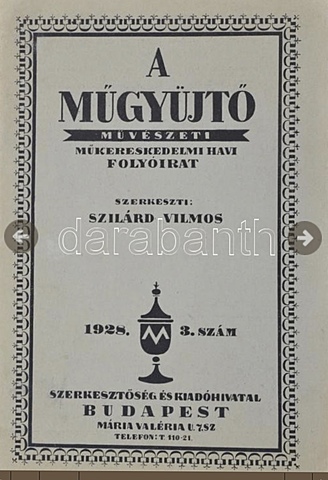 A
MŰGYÜJTŐ
MŰVÉSZETI
MŰKERESKEDELMI HAVI
FOLYÓIRAT
SZERKESZTI:
SZILÁRD VILMOS
darabanth
1928. 3. SZÁM
M
SZERKESZTŐSÉG ÉS KIADÓHIVATAL
BUDAPEST
MÁRIA VALÉRIA U. 7. SZ
TELEFON: T. 110-21.